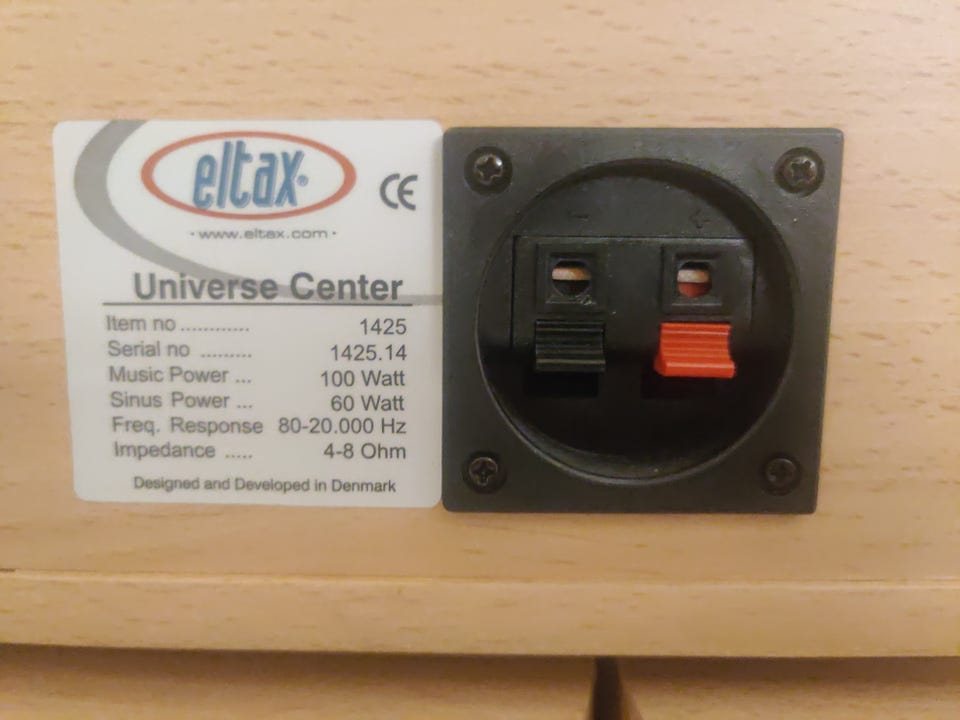 eltax®
CE
• www.eltax.com •
Universe Center
Item no ............ 1425
Serial no ......... 1425.14
Music Power ... 100 Watt
Sinus Power ... 60 Watt
Freq. Response 80-20.000 Hz
Impedance ..... 4-8 Ohm
Designed and Developed in Denmark
- +